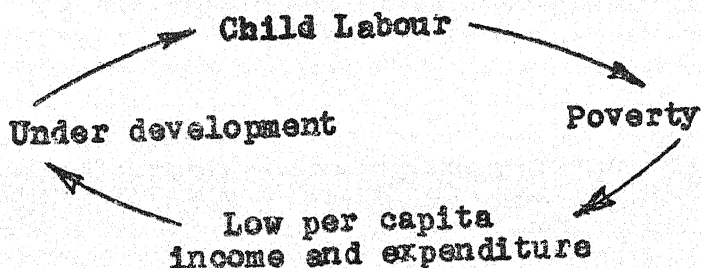 Child Labour
Under development
Poverty
Low per capita
income and expenditure